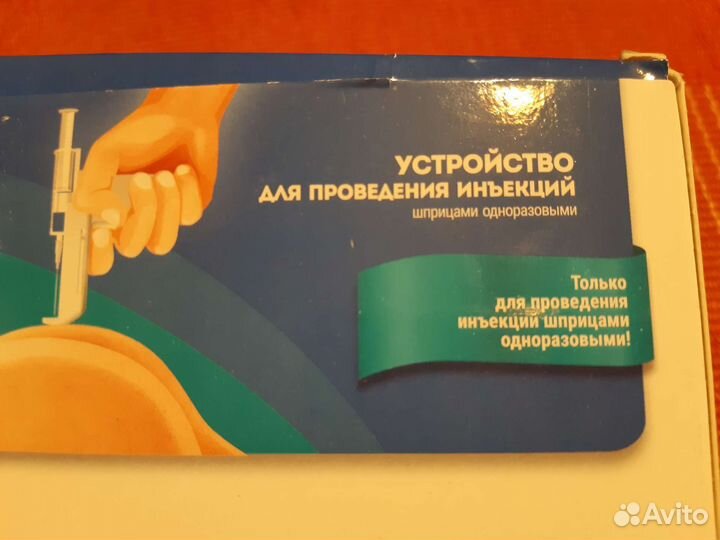 УСТРОЙСТВО
ДЛЯ ПРОВЕДЕНИЯ ИНЪЕКЦИЙ
шприцами одноразовыми
Только
для проведения
инъекций шприцами
одноразовыми!
Avito